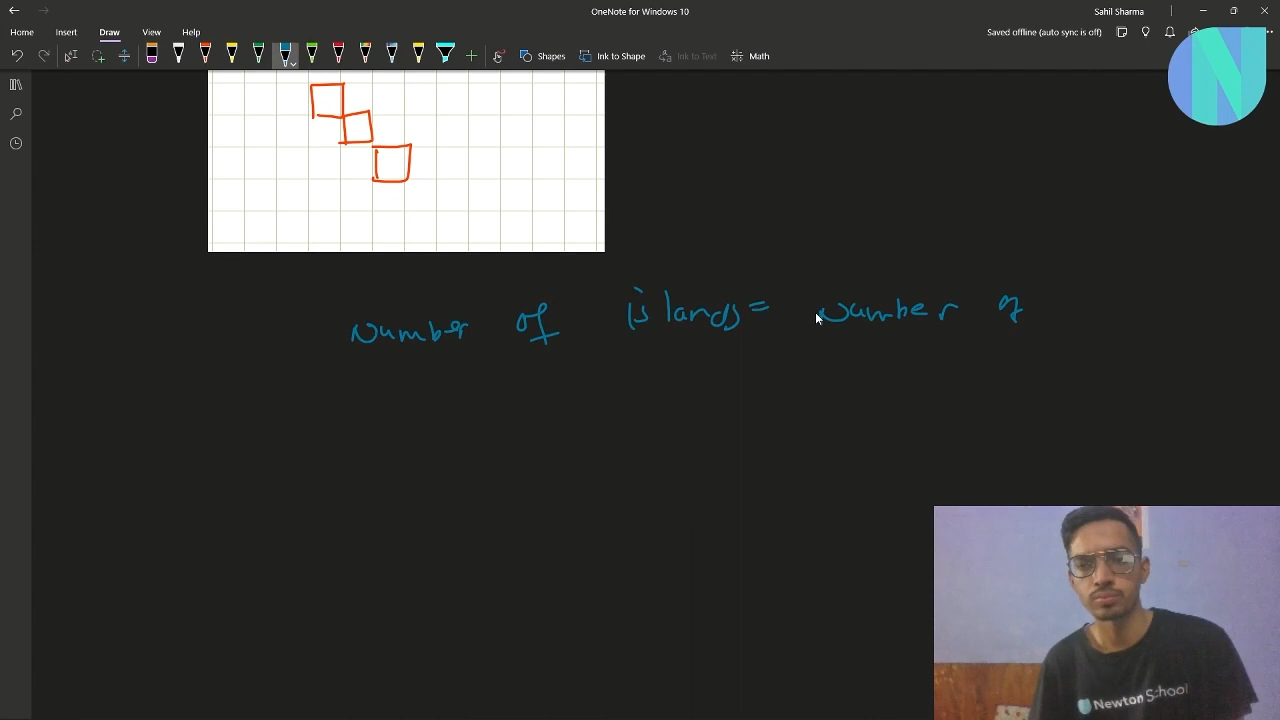 OneNote for Windows 10
Sahil Sharma
Home Insert Draw View Help
Saved offline (auto sync is off)
Shapes Ink to Shape Ink to Text Math
Number of islands = Number of
Newton School